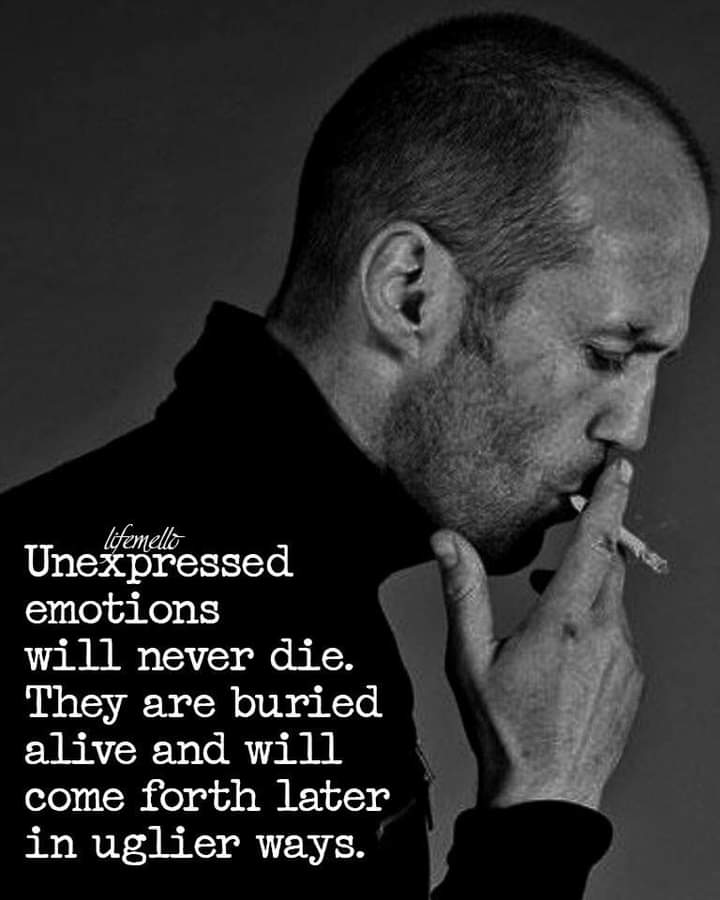 lifemello
Unexpressed
emotions
will never die.
They are buried
alive and will
come forth later
in uglier ways.